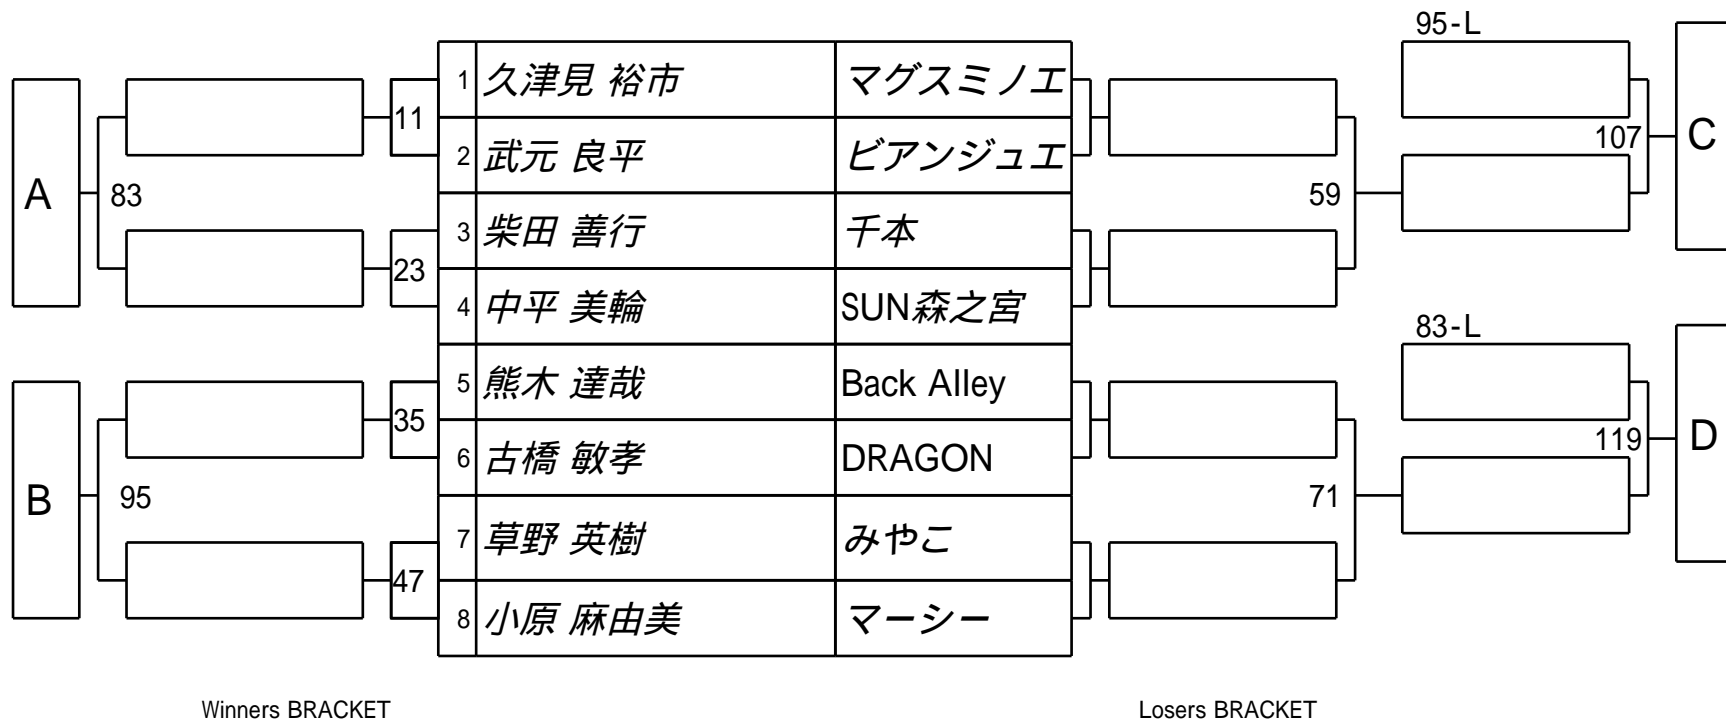 95-L
1 久津見 裕市 マグスミノエ
11 107 C
2 武元 良平 ビアンジュエ
A 83 59
3 柴田 善行 千本
23
4 中平 美輪 SUN森之宮
83-L
5 熊木 達哉 Back Alley
35 119 D
6 古橋 敏孝 DRAGON
B 95 71
7 草野 英樹 みやこ
47
8 小原 麻由美 マーシー
Winners BRACKET Losers BRACKET